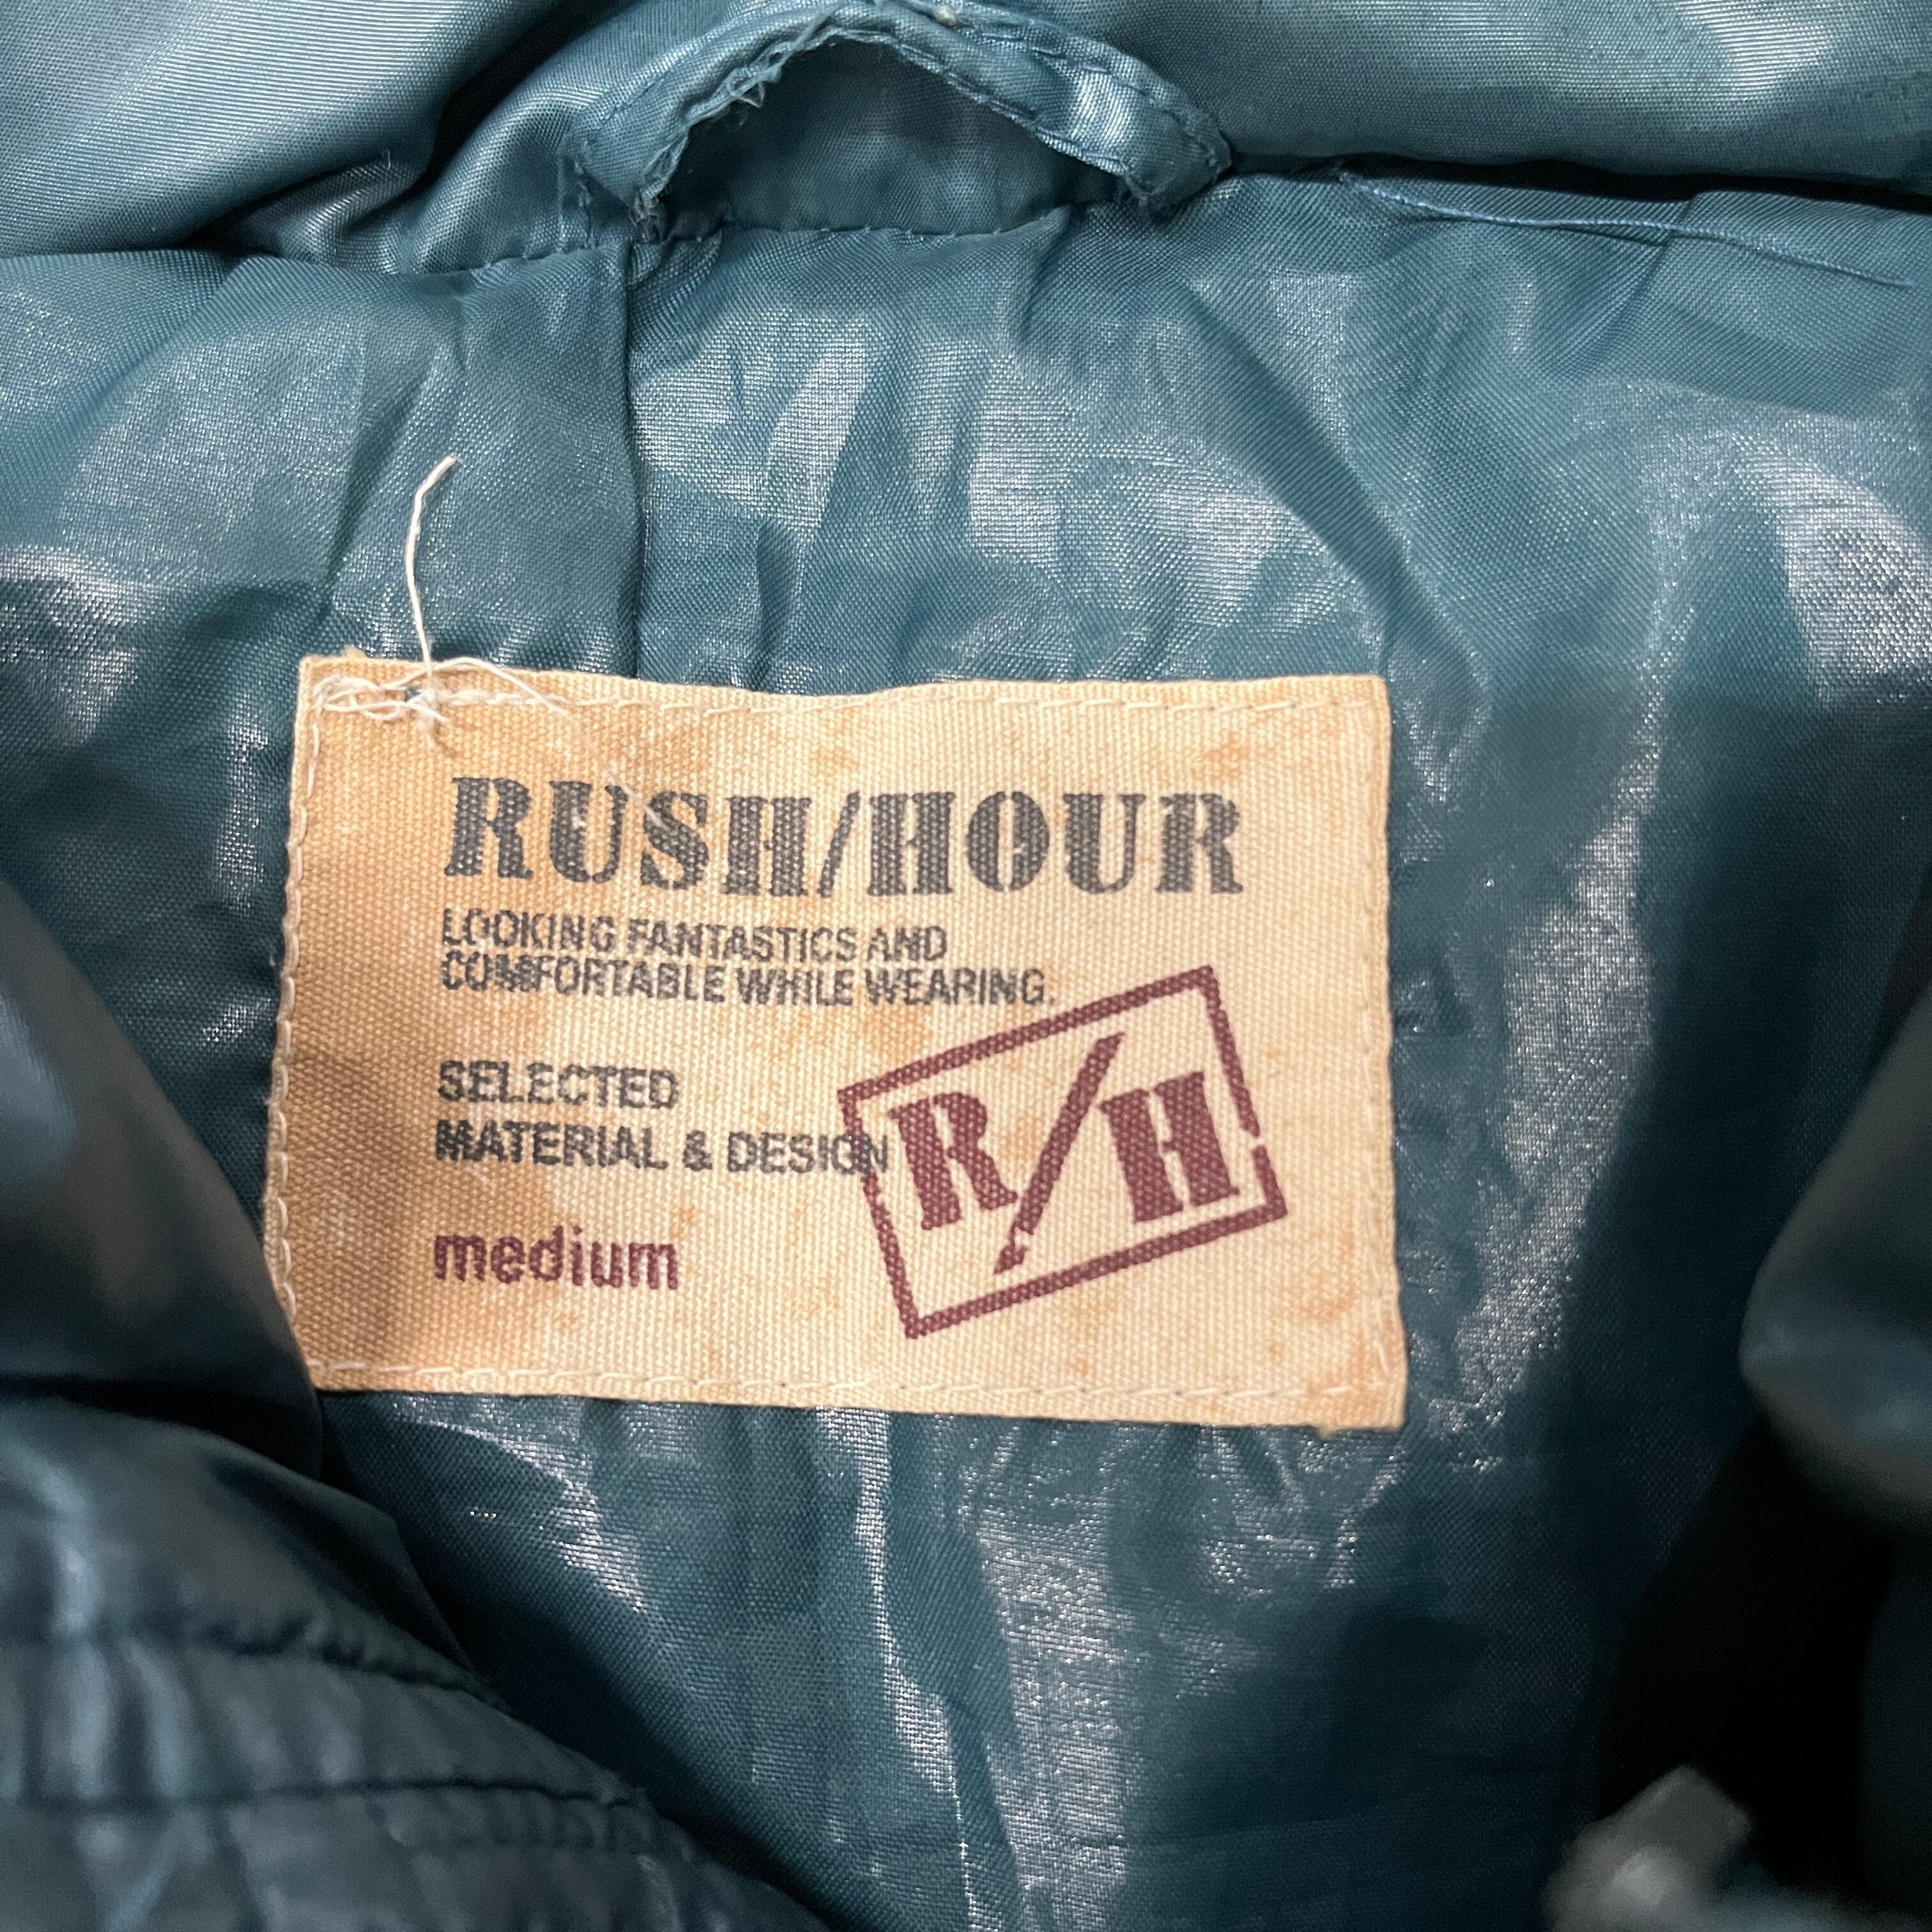 RUSH/HOUR
LOOKING FANTASTICS AND
COMFORTABLE WHILE WEARING.
SELECTED
MATERIAL & DESIGN
R/H
medium